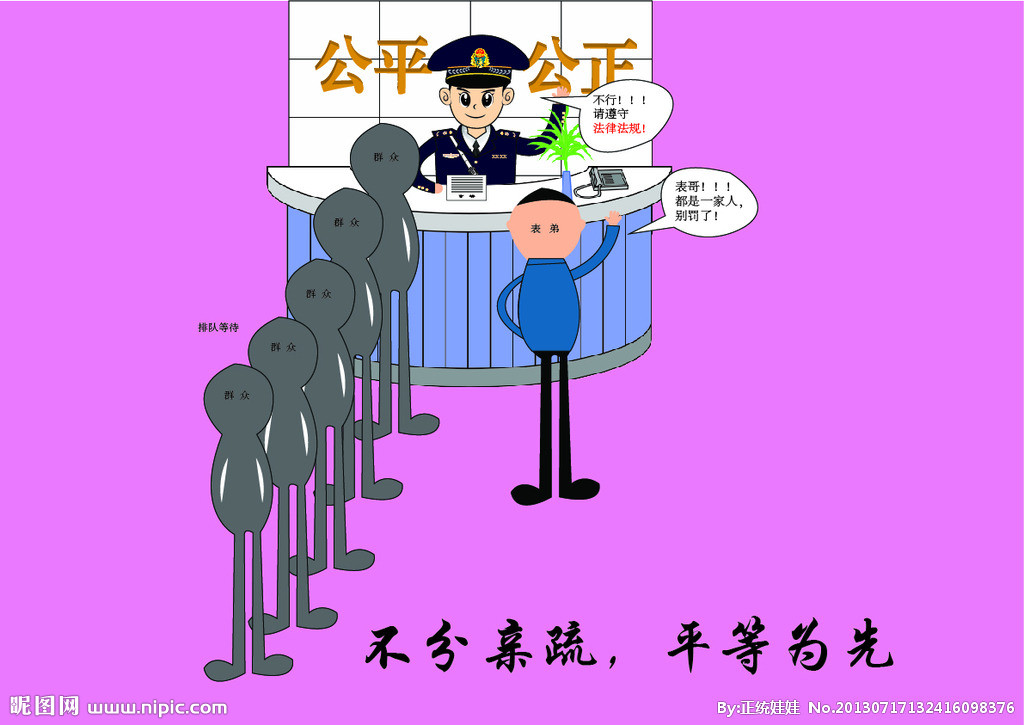 公平 公正
不行！！！
请遵守
法律法规!
表哥！！！
都是一家人，
别罚了！
群 众
群 众
群 众
群 众
群 众
表 弟
排队等待
不分亲疏，平等为先
昵图网 www.nipic.com
By:正统娃娃 No.20130717132416098376